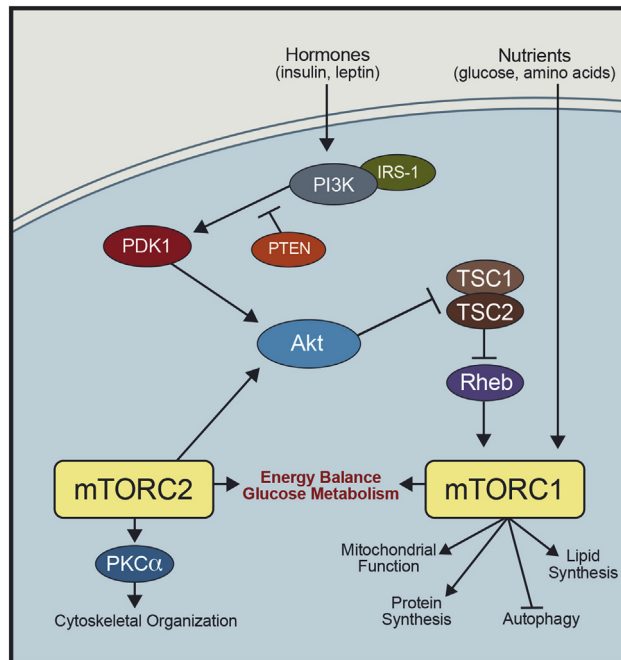 Hormones
(insulin, leptin)
Nutrients
(glucose, amino acids)
IRS-1
PI3K
PDK1
PTEN
TSC1
TSC2
Akt
Rheb
mTORC2
Energy Balance
Glucose Metabolism
mTORC1
PKCα
Cytoskeletal Organization
Mitochondrial
Function
Lipid
Synthesis
Protein
Synthesis
Autophagy